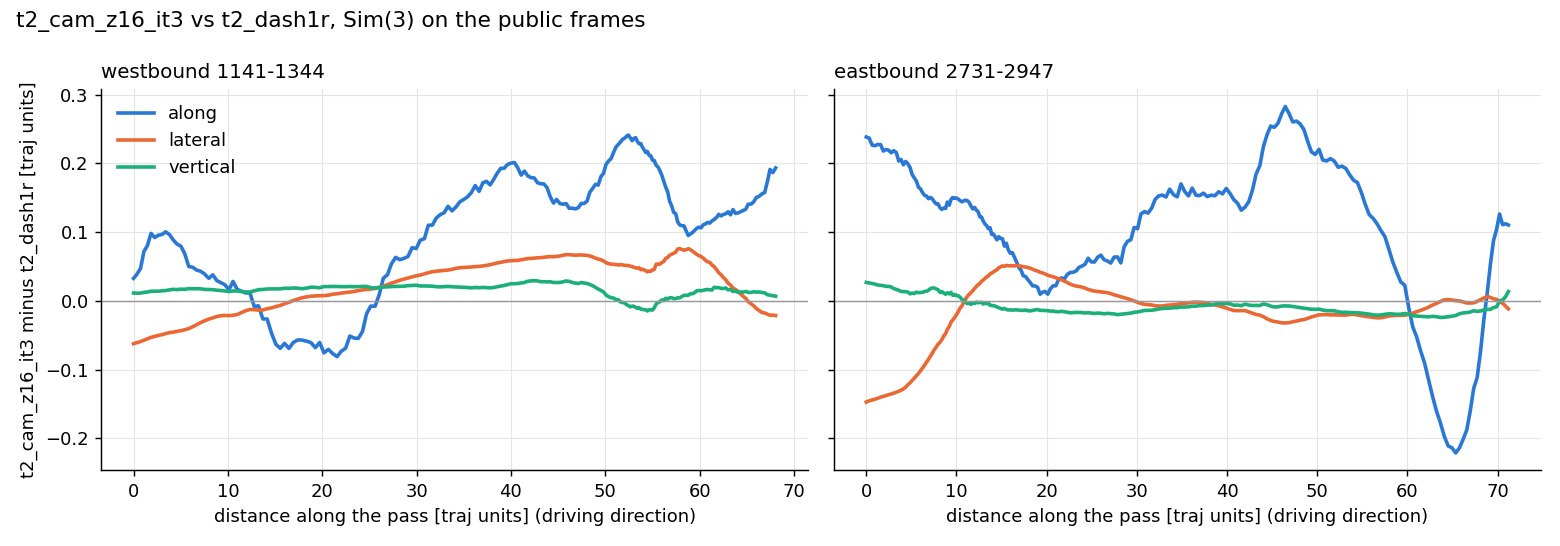 t2_cam_z16_it3 vs t2_dash1r, Sim(3) on the public frames
westbound 1141-1344
eastbound 2731-2947
t2_cam_z16_it3 minus t2_dash1r [traj units]
0.3
0.2
0.1
0.0
−0.1
−0.2
along
lateral
vertical
0 10 20 30 40 50 60 70
0 10 20 30 40 50 60 70
distance along the pass [traj units] (driving direction)
distance along the pass [traj units] (driving direction)